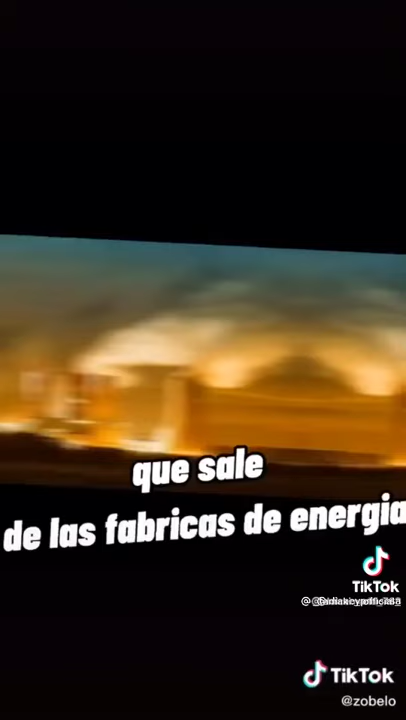 que sale
de las fabricas de energia
TikTok
TikTok
@zobelo